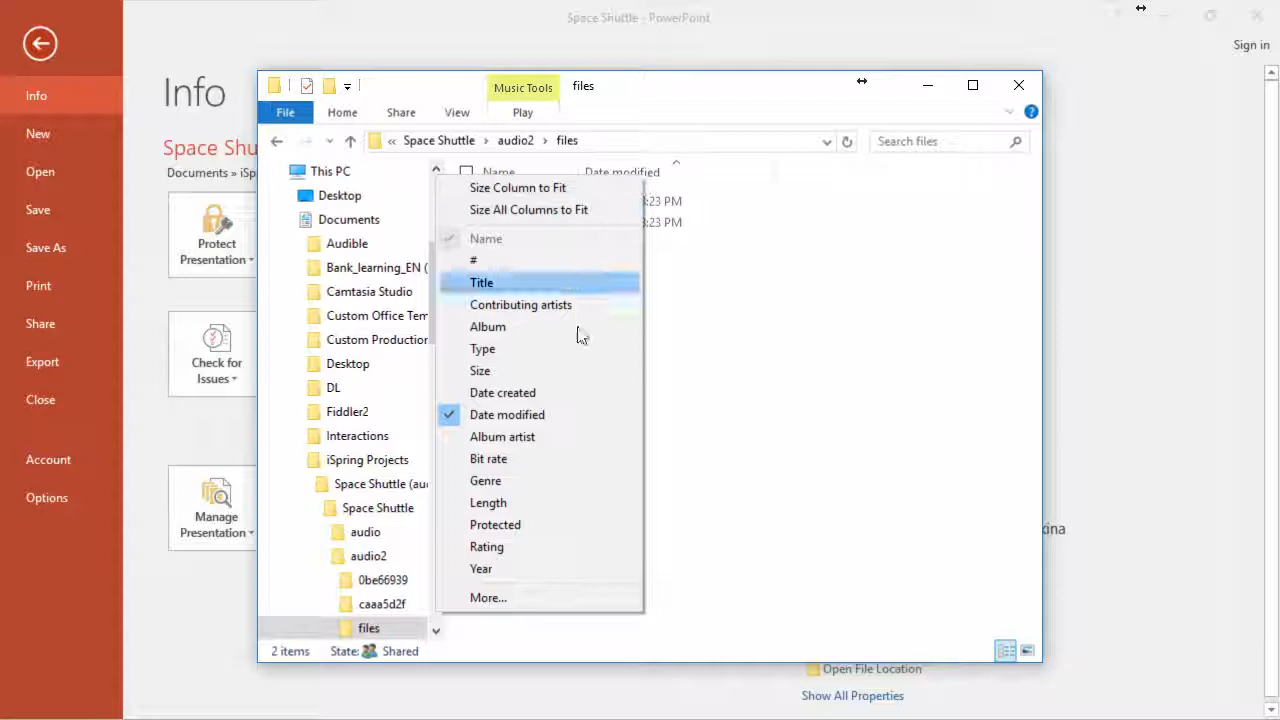 Space Shuttle - PowerPoint
Sign in
Info
New
Open
Save
Save As
Print
Share
Export
Close
Account
Options
Info
Space Shu
Documents » iSp
Protect
Presentation
Check for
Issues
Manage
Presentation
Music Tools
files
File
Home
Share
View
Play
« Space Shuttle › audio2 › files
Search files
This PC
Desktop
Documents
Audible
Bank_learning_EN (
Camtasia Studio
Custom Office Tem
Custom Production
Desktop
DL
Fiddler2
Interactions
iSpring Projects
Space Shuttle (au
Space Shuttle
audio
audio2
0be66939
caaa5d2f
files
Name
Date modified
:23 PM
:23 PM
Size Column to Fit
Size All Columns to Fit
Name
#
Title
Contributing artists
Album
Type
Size
Date created
Date modified
Album artist
Bit rate
Genre
Length
Protected
Rating
Year
More...
2 items
State:
Shared
kina
Open File Location
Show All Properties